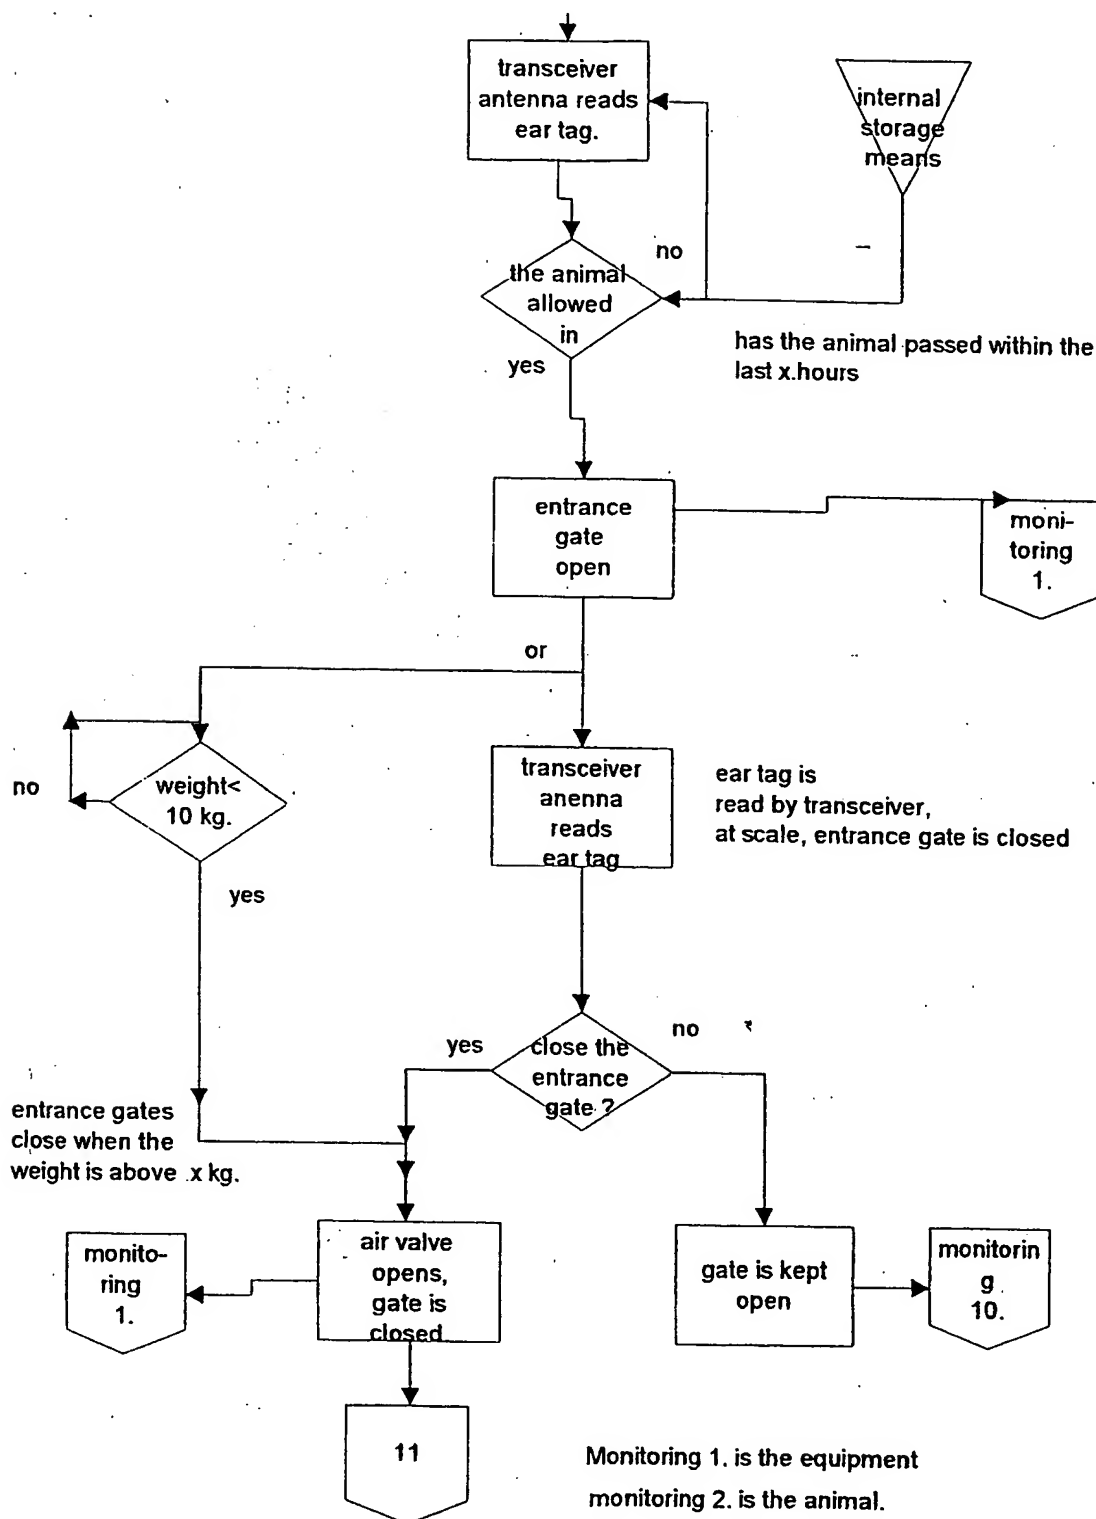 transceiver
antenna reads
ear tag.
internal
storage
means
no
the animal
allowed
in
yes
has the animal passed within the
last x.hours
entrance
gate
open
moni-
toring
1.
or
no
weight<
10 kg.
yes
transceiver
anenna
reads
ear tag
ear tag is
read by transceiver,
at scale, entrance gate is closed
yes
close the
entrance
gate ?
no
entrance gates
close when the
weight is above .x kg.
monito-
ring
1.
air valve
opens,
gate is
closed
gate is kept
open
monitorin
g
10.
11
Monitoring 1. is the equipment
monitoring 2. is the animal.